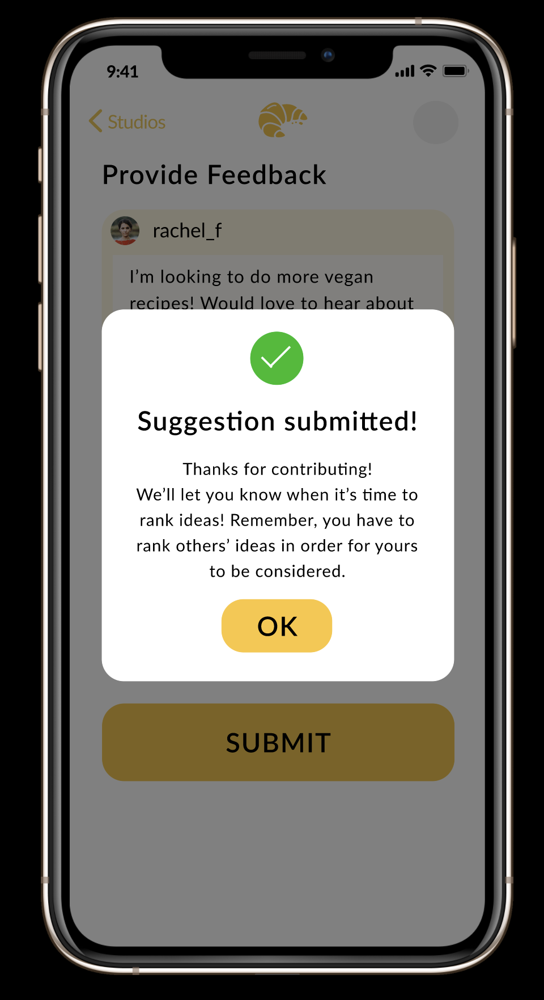 9:41
Studios
Provide Feedback
rachel_f
I’m looking to do more vegan
recipes! Would love to hear about
Suggestion submitted!
Thanks for contributing!
We’ll let you know when it’s time to
rank ideas! Remember, you have to
rank others’ ideas in order for yours
to be considered.
OK
SUBMIT